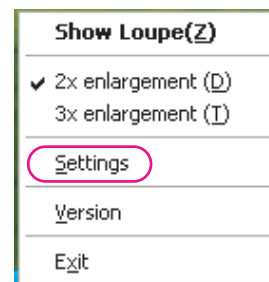 Show Loupe(Z)
2x enlargement (D)
3x enlargement (T)
Settings
Version
Exit